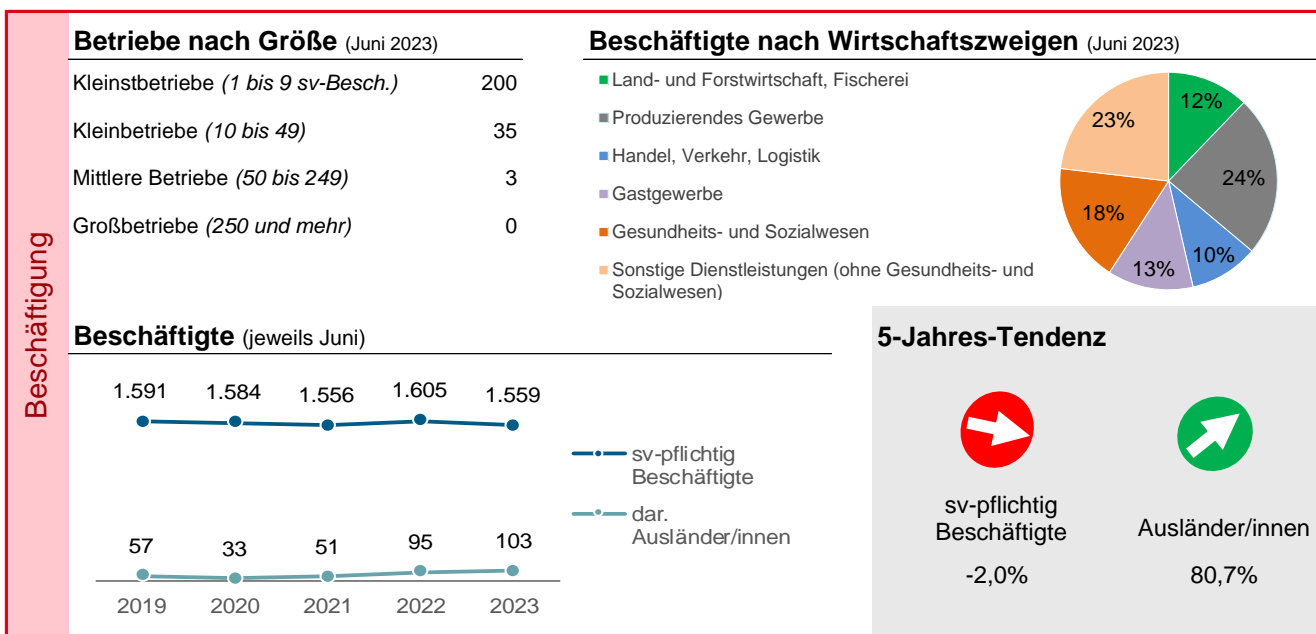 Beschäftigung
Betriebe nach Größe (Juni 2023)
Kleinstbetriebe (1 bis 9 sv-Besch.) 200
Kleinbetriebe (10 bis 49) 35
Mittlere Betriebe (50 bis 249) 3
Großbetriebe (250 und mehr) 0
Beschäftigte nach Wirtschaftszweigen (Juni 2023)
Land- und Forstwirtschaft, Fischerei
Produzierendes Gewerbe
Handel, Verkehr, Logistik
Gastgewerbe
Gesundheits- und Sozialwesen
Sonstige Dienstleistungen (ohne Gesundheits- und
Sozialwesen)
12%
24%
10%
13%
18%
23%
Beschäftigte (jeweils Juni)
1.591 1.584 1.556 1.605 1.559
57 33 51 95 103
2019 2020 2021 2022 2023
sv-pflichtig
Beschäftigte
dar.
Ausländer/innen
5-Jahres-Tendenz
sv-pflichtig
Beschäftigte
-2,0%
Ausländer/innen
80,7%